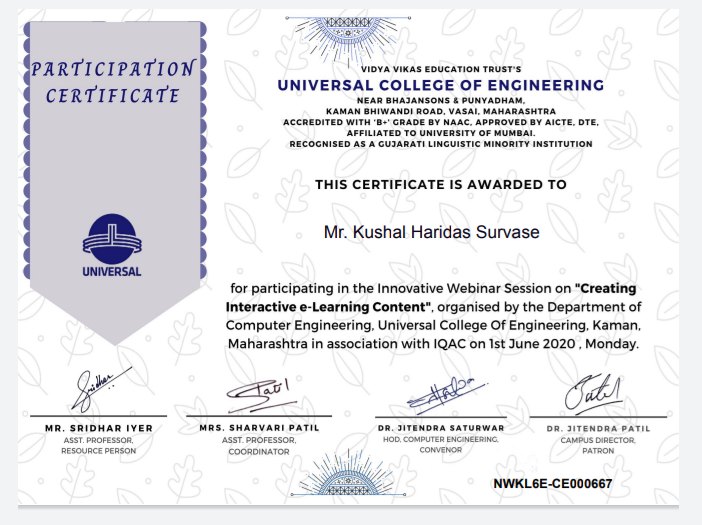 PARTICIPATION
CERTIFICATE
UNIVERSAL
VIDYA VIKAS EDUCATION TRUST'S
UNIVERSAL COLLEGE OF ENGINEERING
NEAR BHAJANSONS & PUNYADHAM,
KAMAN BHIWANDI ROAD, VASAI, MAHARASHTRA
ACCREDITED WITH 'B+' GRADE BY NAAC, APPROVED BY AICTE, DTE,
AFFILIATED TO UNIVERSITY OF MUMBAI.
RECOGNISED AS A GUJARATI LINGUISTIC MINORITY INSTITUTION
THIS CERTIFICATE IS AWARDED TO
Mr. Kushal Haridas Survase
for participating in the Innovative Webinar Session on "Creating
Interactive e-Learning Content", organised by the Department of
Computer Engineering, Universal College Of Engineering, Kaman,
Maharashtra in association with IQAC on 1st June 2020 , Monday.
Sridhar
MR. SRIDHAR IYER
ASST. PROFESSOR,
RESOURCE PERSON
Patil
MRS. SHARVARI PATIL
ASST. PROFESSOR,
COORDINATOR
DR. JITENDRA SATURWAR
HOD, COMPUTER ENGINEERING,
CONVENOR
Patil
DR. JITENDRA PATIL
CAMPUS DIRECTOR,
PATRON
NWKL6E-CE000667